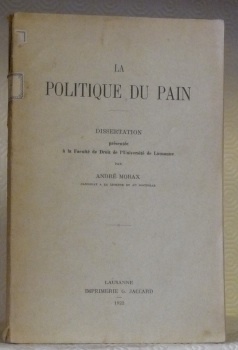 LA
POLITIQUE DU PAIN
DISSERTATION
présentée
à la Faculté de Droit de l'Université de Lausanne
PAR
ANDRÉ MORAX
LAUSANNE
IMPRIMERIE L. JACCARD